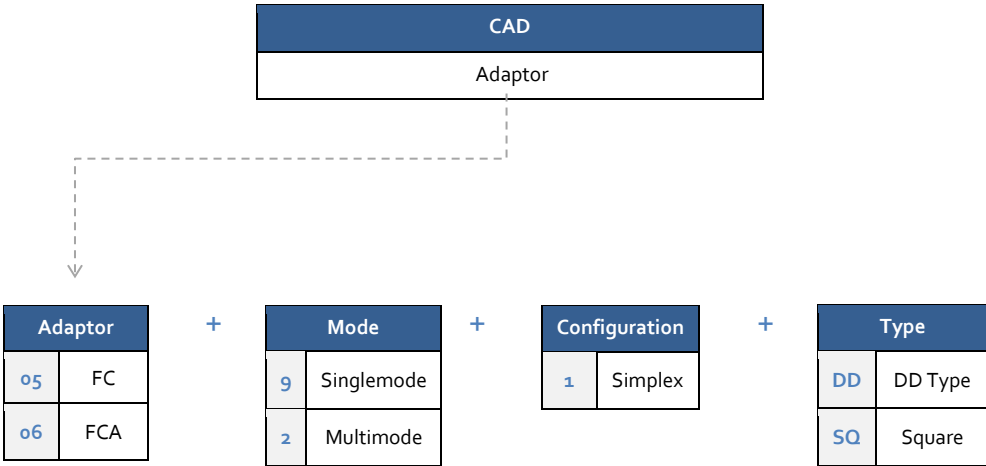 CAD
Adaptor
Adaptor + Mode + Configuration + Type
05 FC 9 Singlemode 1 Simplex DD DD Type
06 FCA 2 Multimode SQ Square